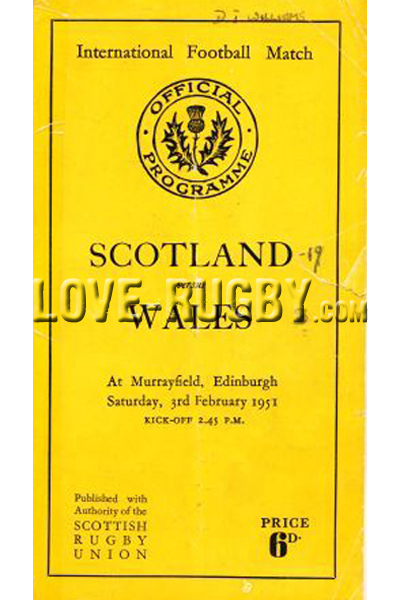 D J WILLIAMS
International Football Match
OFFICIAL
PROGRAMME
SCOTLAND -19
versus
LOVE-RUGBY.com
WALES
At Murrayfield, Edinburgh
Saturday, 3rd February 1951
KICK-OFF 2.45 P.M.
Published with
Authority of the
SCOTTISH
RUGBY
UNION
PRICE
6D.